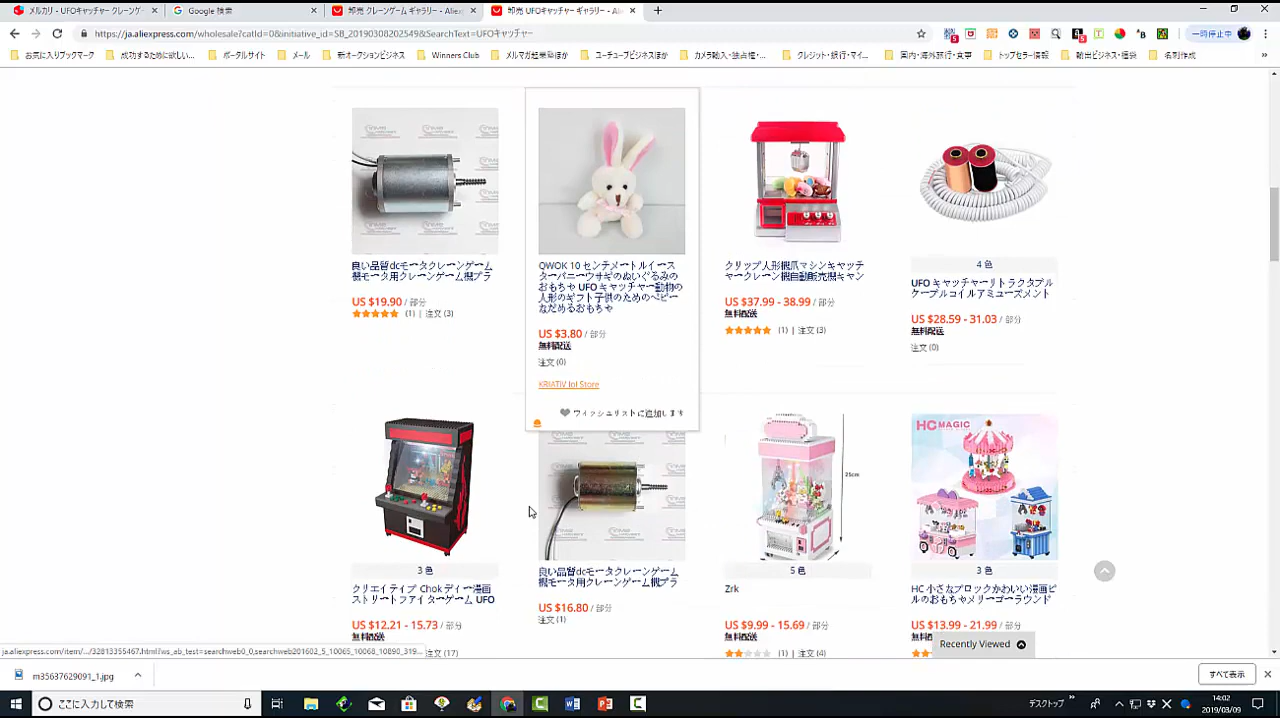 メルカリ - UFOキャッチャー クレーンゲ
Google 検索
卸売 クレーンゲーム ギャラリー - Aliex
卸売 UFOキャッチャー ギャラリー - Ali
https://ja.aliexpress.com/wholesale?catId=0&initiative_id=SB_20190308202549&SearchText=UFOキャッチャー
一時停止中
お気に入りブックマーク
成功するために欲しい...
ポータルサイト
ビジネス
新オークションビジネス
Winners Club
メルマガ起業塾ほか
ユーチューブビジネスほか
カメラ輸入・独占権・...
クレジット・銀行・マイ...
国内・海外旅行・食事
トップセラー情報
輸出ビジネス・福袋
名刺作成
良い品質dcモータクレーンゲーム
機モータ用クレーンゲーム機プラ
US $19.90 / 部分
(1) | 注文 (3)
QWOK 10 センチメートルイース
ターバニーウサギのぬいぐるみの
おもちゃ UFO キャッチャー動物の
人形のギフト子供のためのベビー
なだめるおもちゃ
US $3.80 / 部分
無料配送
注文 (0)
KRIATIV lol Store
ウィッシュリストに追加します
クリップ人形機爪マシンキャッチ
ャークレーン機自動販売機キャン
US $37.99 - 38.99 / 部分
無料配送
(1) | 注文 (3)
4 色
UFO キャッチャーリトラクタブル
ケーブルコイルアミューズメント
US $28.59 - 31.03 / 部分
無料配送
注文 (0)
3 色
クリエイティブ Chok ディー漫画
ストリートファイターゲーム UFO
US $12.21 - 15.73 / 部分
無料配送
注文 (17)
良い品質dcモータクレーンゲーム
機モータ用クレーンゲーム機プラ
US $16.80 / 部分
注文 (1)
35cm
5 色
Zrk
US $9.99 - 15.69 / 部分
無料配送
(1) | 注文 (4)
HC MAGIC
3 色
HC 小さなブロックかわいい漫画ビ
ルのおもちゃメリーゴーラウンド
US $13.99 - 21.99 / 部分
無料配送
Recently Viewed
ja.aliexpress.com/item/.../32813355467.html?ws_ab_test=searchweb0_0,searchweb201602_5_10065_10068_10890_319...
m35637629091_1.jpg
すべて表示
ここに入力して検索
デスクトップ
14:02
2019/03/09